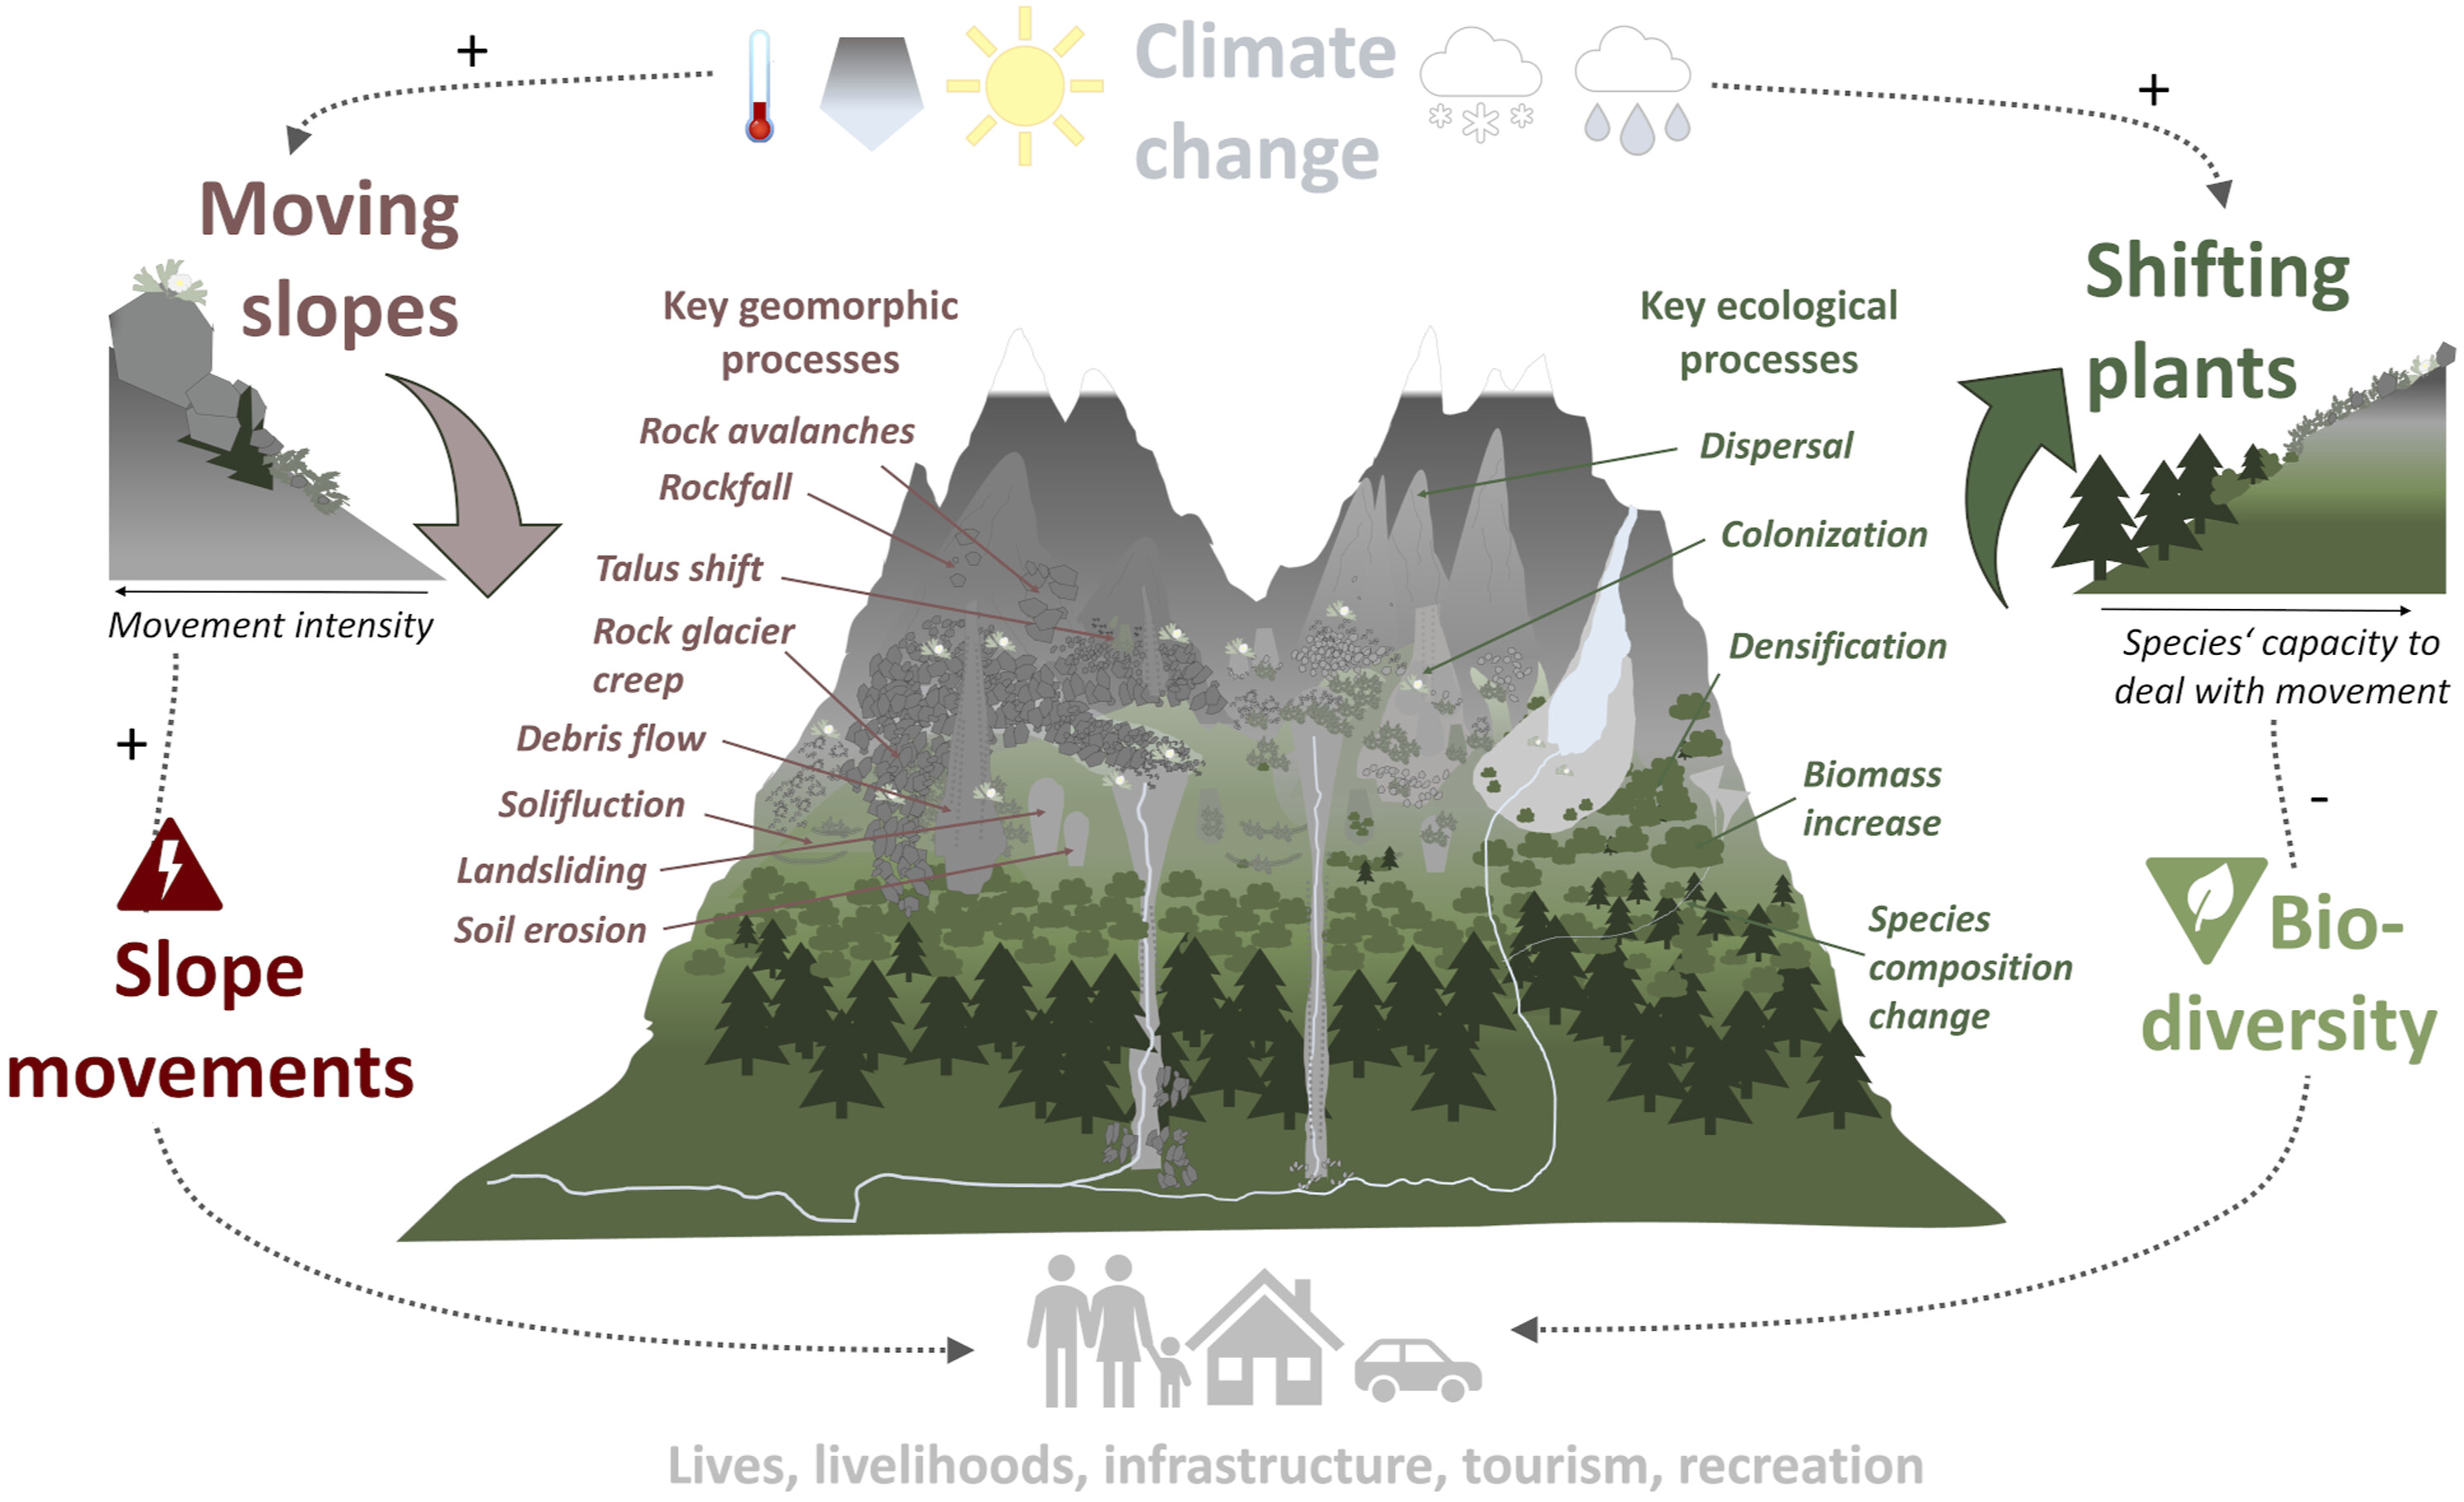 +
Climate
change
+
Moving
slopes
Movement intensity
+
Slope
movements
Key geomorphic
processes
Rock avalanches
Rockfall
Talus shift
Rock glacier
creep
Debris flow
Solifluction
Landsliding
Soil erosion
Key ecological
processes
Dispersal
Colonization
Densification
Biomass
increase
Species
composition
change
Shifting
plants
Species‘ capacity to
deal with movement
-
Bio-
diversity
Lives, livelihoods, infrastructure, tourism, recreation